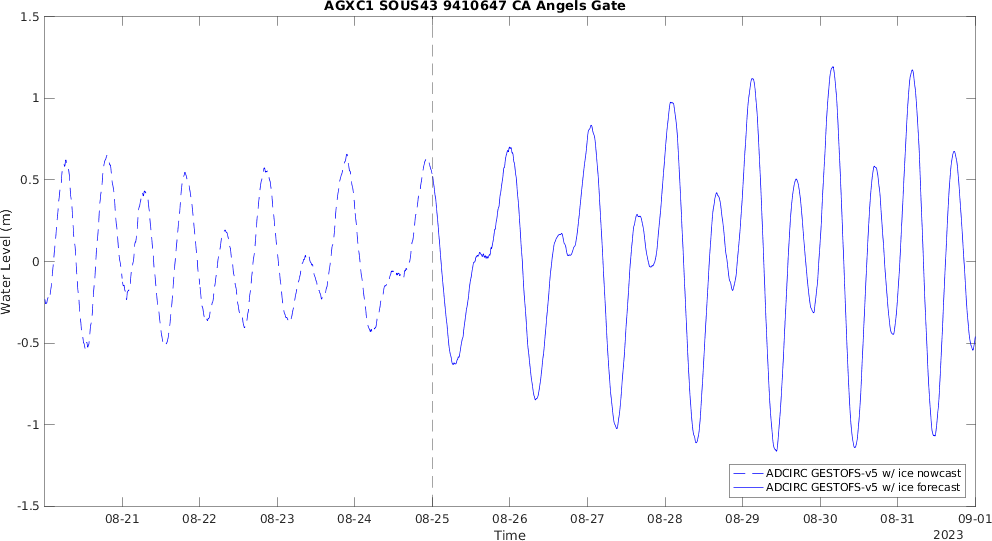 AGXC1 SOUS43 9410647 CA Angels Gate
1.5
1
0.5
0
-0.5
-1
-1.5
Water Level (m)
ADCIRC GESTOFS-v5 w/ ice nowcast
ADCIRC GESTOFS-v5 w/ ice forecast
08-21 08-22 08-23 08-24 08-25 08-26 08-27 08-28 08-29 08-30 08-31 09-01
Time
2023